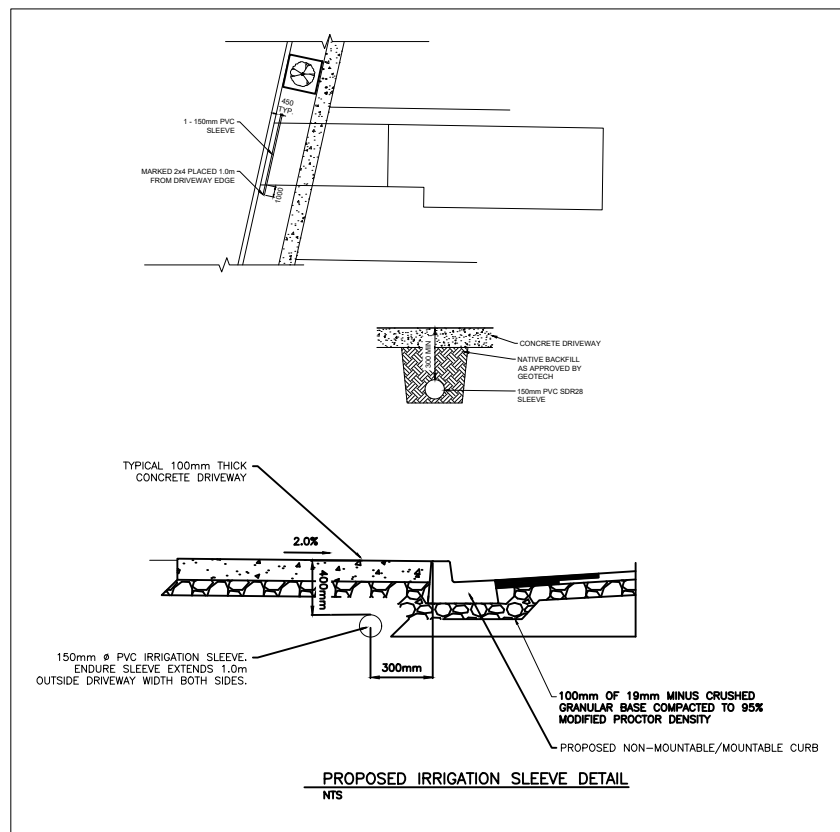 450
TYP.
1 - 150mm PVC
SLEEVE
MARKED 2x4 PLACED 1.0m
FROM DRIVEWAY EDGE
1000
300 MIN
CONCRETE DRIVEWAY
NATIVE BACKFILL
AS APPROVED BY
GEOTECH
150mm PVC SDR28
SLEEVE
TYPICAL 100mm THICK
CONCRETE DRIVEWAY
2.0%
400mm
150mm ø PVC IRRIGATION SLEEVE.
ENDURE SLEEVE EXTENDS 1.0m
OUTSIDE DRIVEWAY WIDTH BOTH SIDES.
300mm
100mm OF 19mm MINUS CRUSHED
GRANULAR BASE COMPACTED TO 95%
MODIFIED PROCTOR DENSITY
PROPOSED NON-MOUNTABLE/MOUNTABLE CURB
PROPOSED IRRIGATION SLEEVE DETAIL
NTS